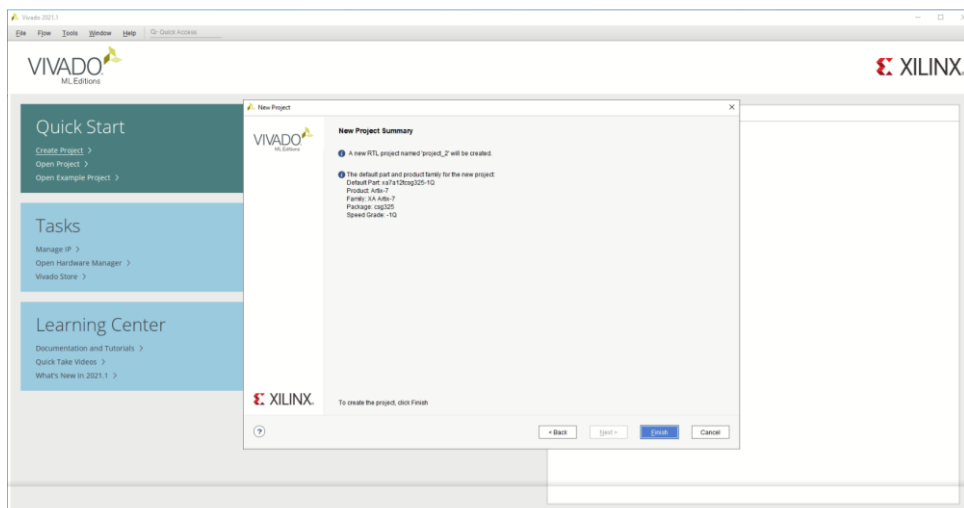 Vivado 2021.1
File Flow Tools Window Help Quick Access
VIVADO
ML Editions
XILINX
Quick Start
Create Project >
Open Project >
Open Example Project >
Tasks
Manage IP >
Open Hardware Manager >
Vivado Store >
Learning Center
Documentation and Tutorials >
Quick Take Videos >
What's New in 2021.1 >
New Project
VIVADO
ML Editions
New Project Summary
A new RTL project named 'project_2' will be created.
The default part and product family for the new project:
Default Part: xa7a12tcsg325-1Q
Product: Artix-7
Family: XA Artix-7
Package: csg325
Speed Grade: -1Q
XILINX
To create the project, click Finish
?
< Back Next > Finish Cancel